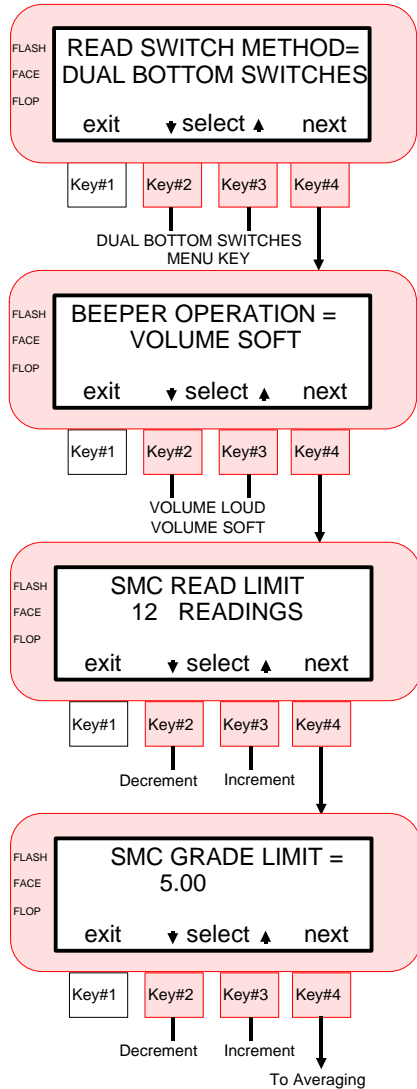 FLASH
FACE
FLOP
READ SWITCH METHOD=
DUAL BOTTOM SWITCHES
exit select next
Key#1 Key#2 Key#3 Key#4
DUAL BOTTOM SWITCHES
MENU KEY
FLASH
FACE
FLOP
BEEPER OPERATION =
VOLUME SOFT
exit select next
Key#1 Key#2 Key#3 Key#4
VOLUME LOUD
VOLUME SOFT
FLASH
FACE
FLOP
SMC READ LIMIT
12 READINGS
exit select next
Key#1 Key#2 Key#3 Key#4
Decrement Increment
FLASH
FACE
FLOP
SMC GRADE LIMIT =
5.00
exit select next
Key#1 Key#2 Key#3 Key#4
Decrement Increment
To Averaging